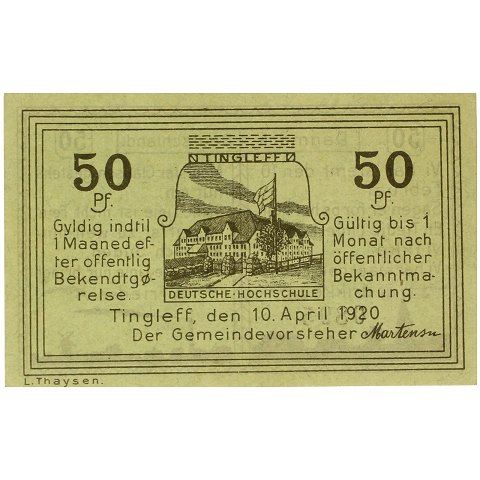 TINGLEFF
50
Pf.
Gyldig indtil
1 Maaned ef-
ter offentlig
Bekendtgø-
relse.
DEUTSCHE·HOCHSCHULE
50
Pf.
Gültig bis 1
Monat nach
öffentlicher
Bekanntma-
chung.
Tingleff, den 10. April 1920
Der Gemeindevorsteher Martensen
L.Thaysen.